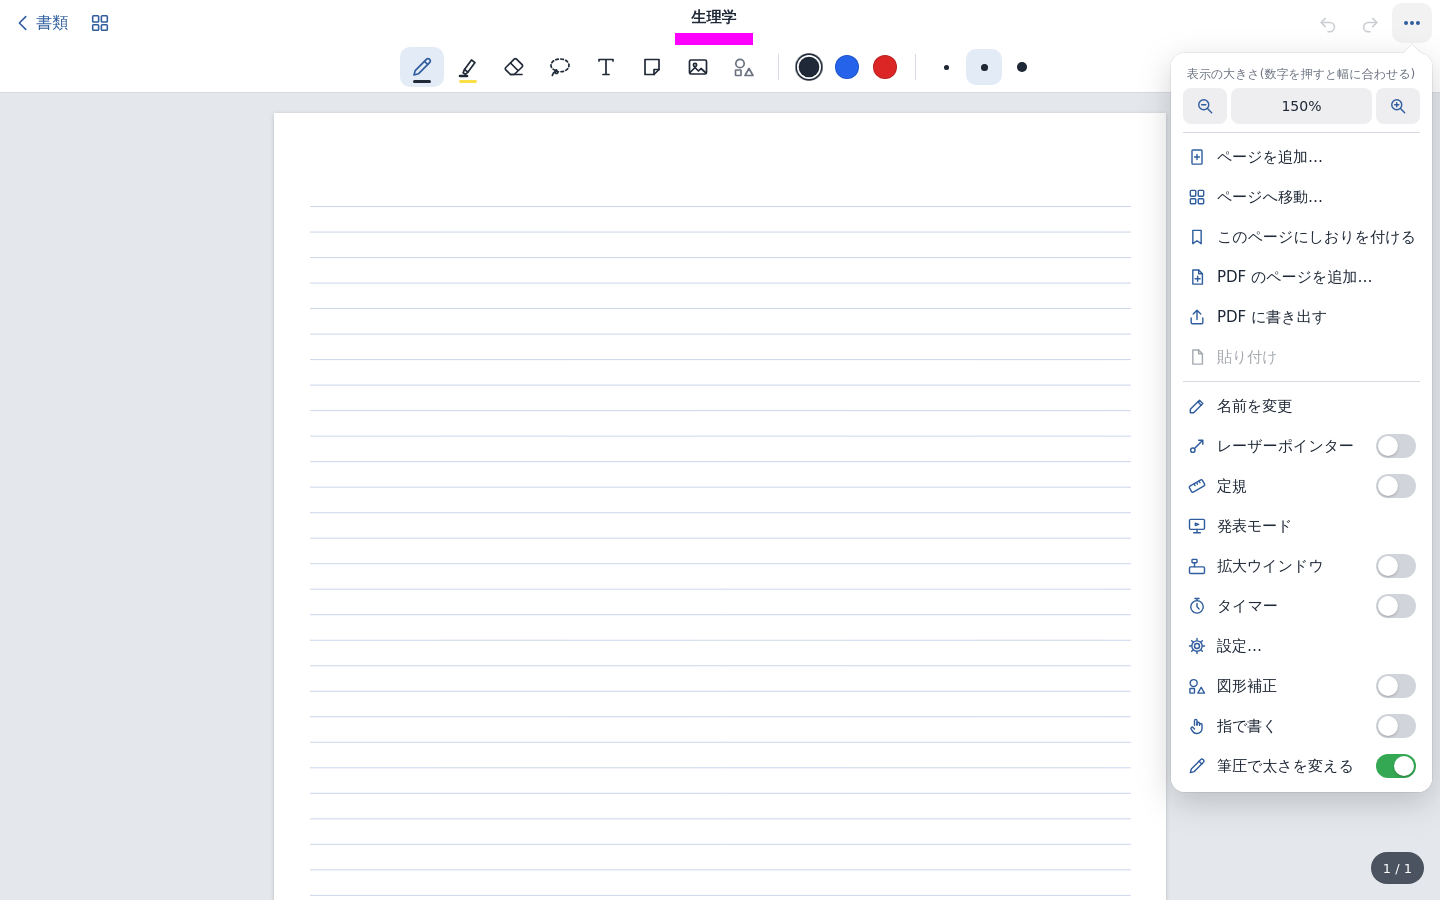 書類
生理学
表示の大きさ(数字を押すと幅に合わせる)
150%
ページを追加…
ページへ移動…
このページにしおりを付ける
PDF のページを追加…
PDF に書き出す
貼り付け
名前を変更
レーザーポインター
定規
発表モード
拡大ウインドウ
タイマー
設定…
図形補正
指で書く
筆圧で太さを変える
1 / 1